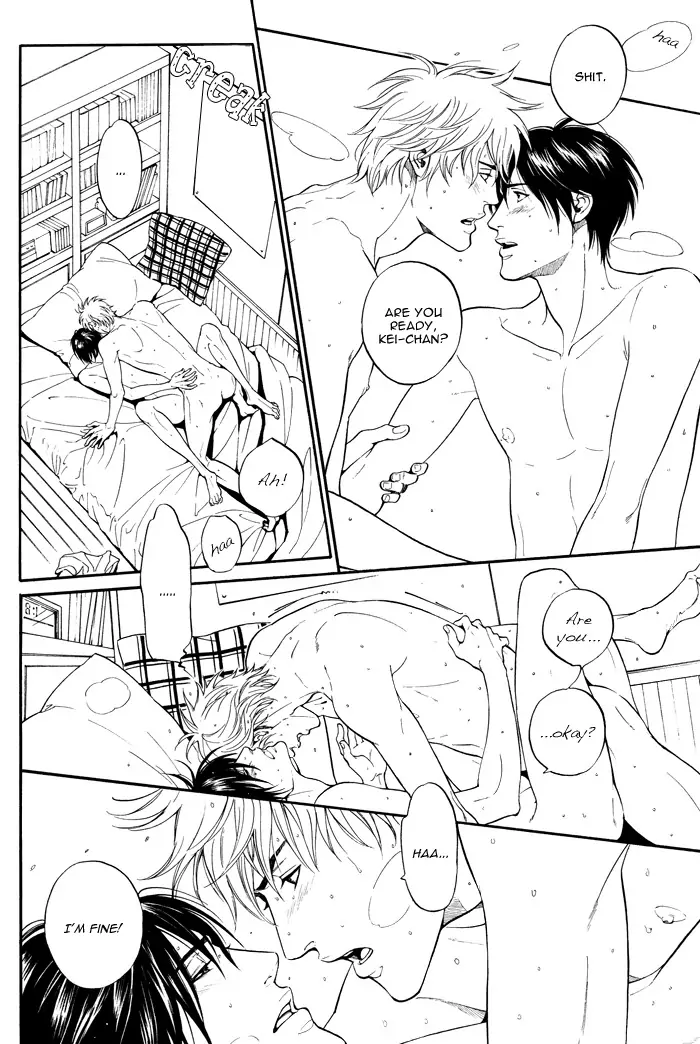 haa
SHIT.
ARE YOU
READY,
KEI-CHAN?
creak
...
Ah!
haa
.....
Are
you...
...okay?
HAA...
I'M FINE!